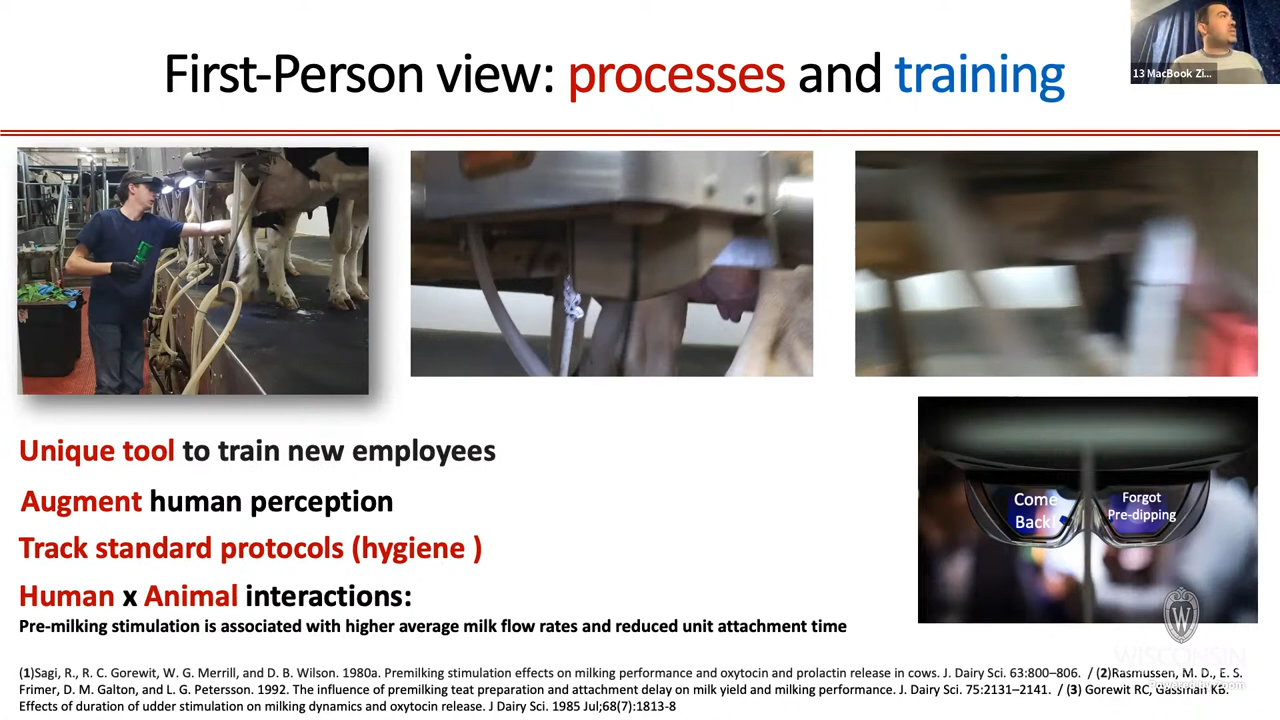 First-Person view: processes and training
13 MacBook Zi...
Come
Back!
Forgot
Pre-dipping
Unique tool to train new employees
Augment human perception
Track standard protocols (hygiene )
Human x Animal interactions:
Pre-milking stimulation is associated with higher average milk flow rates and reduced unit attachment time
W
WISCONSIN
(1)Sagi, R., R. C. Gorewit, W. G. Merrill, and D. B. Wilson. 1980a. Premilking stimulation effects on milking performance and oxytocin and prolactin release in cows. J. Dairy Sci. 63:800–806. / (2)Rasmussen, M. D., E. S.
Frimer, D. M. Galton, and L. G. Petersson. 1992. The influence of premilking teat preparation and attachment delay on milk yield and milking performance. J. Dairy Sci. 75:2131–2141. / (3) Gorewit RC, Gassman KB.
Effects of duration of udder stimulation on milking dynamics and oxytocin release. J Dairy Sci. 1985 Jul;68(7):1813-8
Powered by Zoom